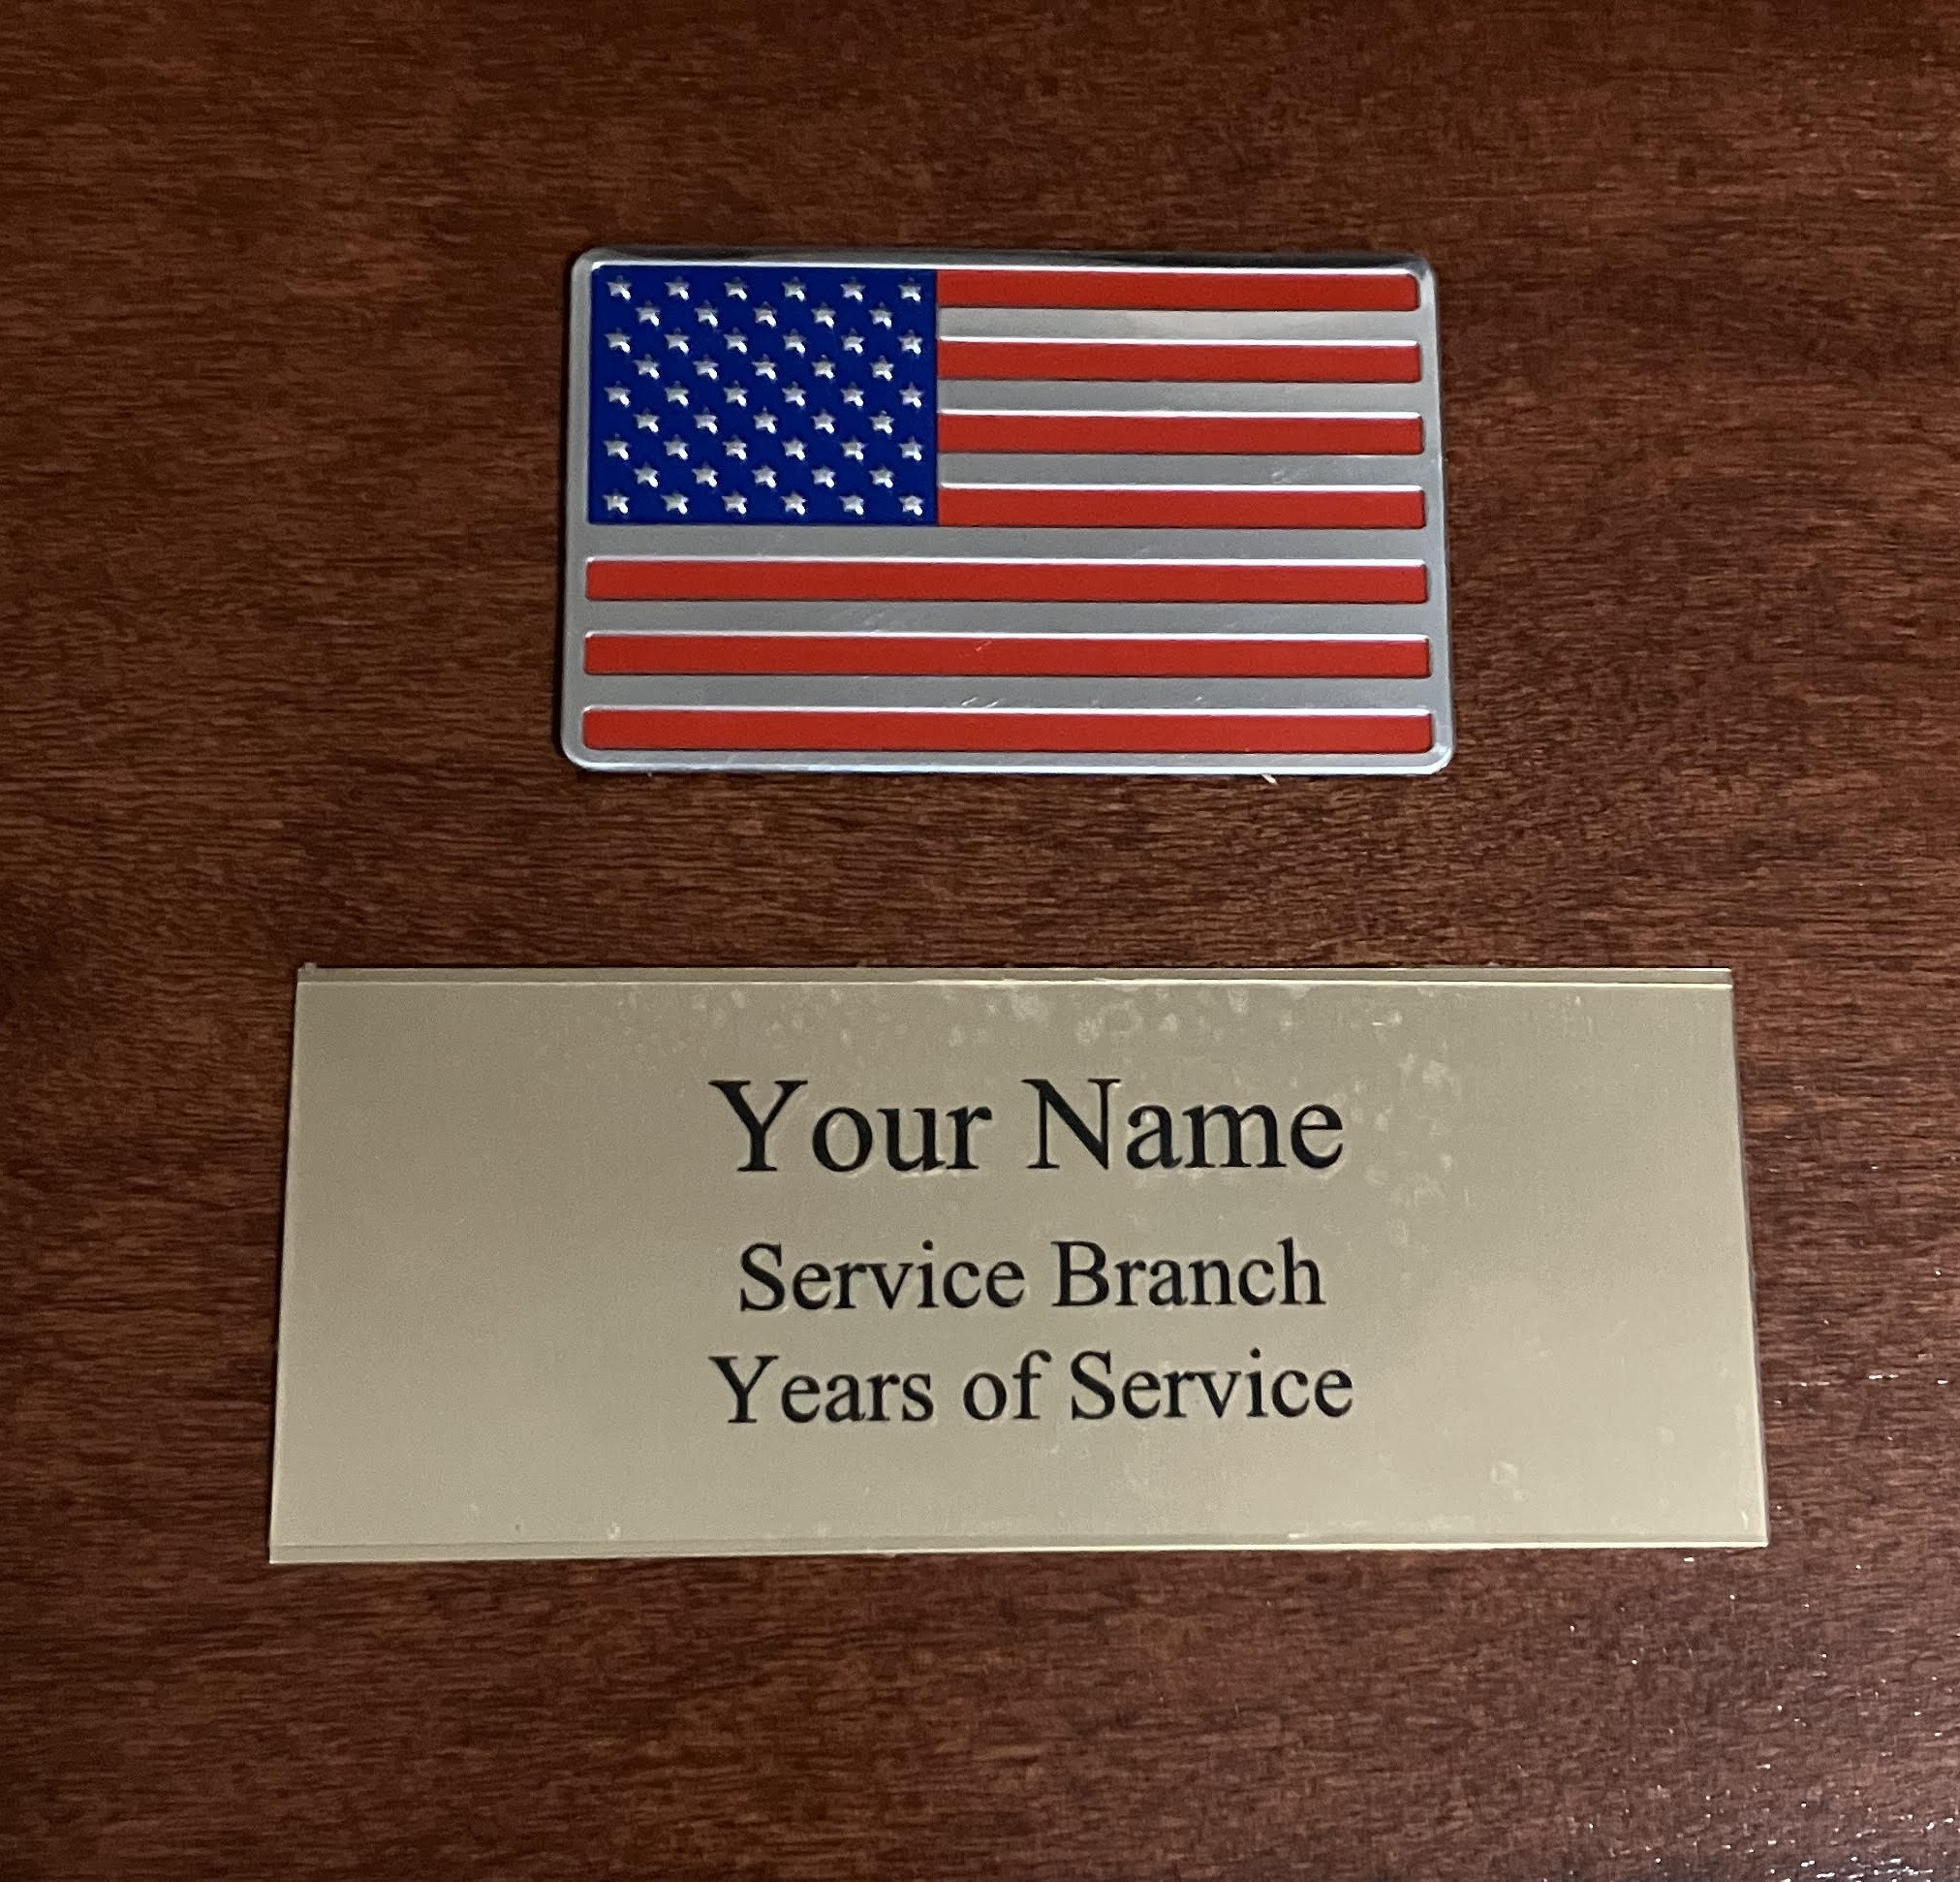 Your Name
Service Branch
Years of Service